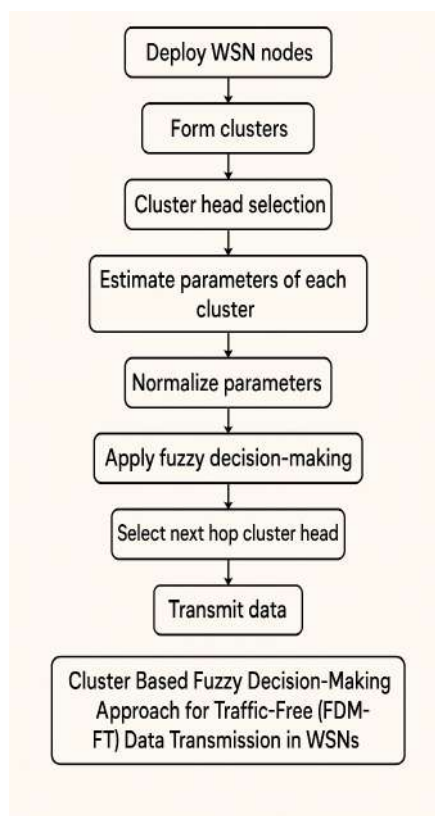 Deploy WSN nodes
Form clusters
Cluster head selection
Estimate parameters of each
cluster
Normalize parameters
Apply fuzzy decision-making
Select next hop cluster head
Transmit data
Cluster Based Fuzzy Decision-Making
Approach for Traffic-Free (FDM-
FT) Data Transmission in WSNs